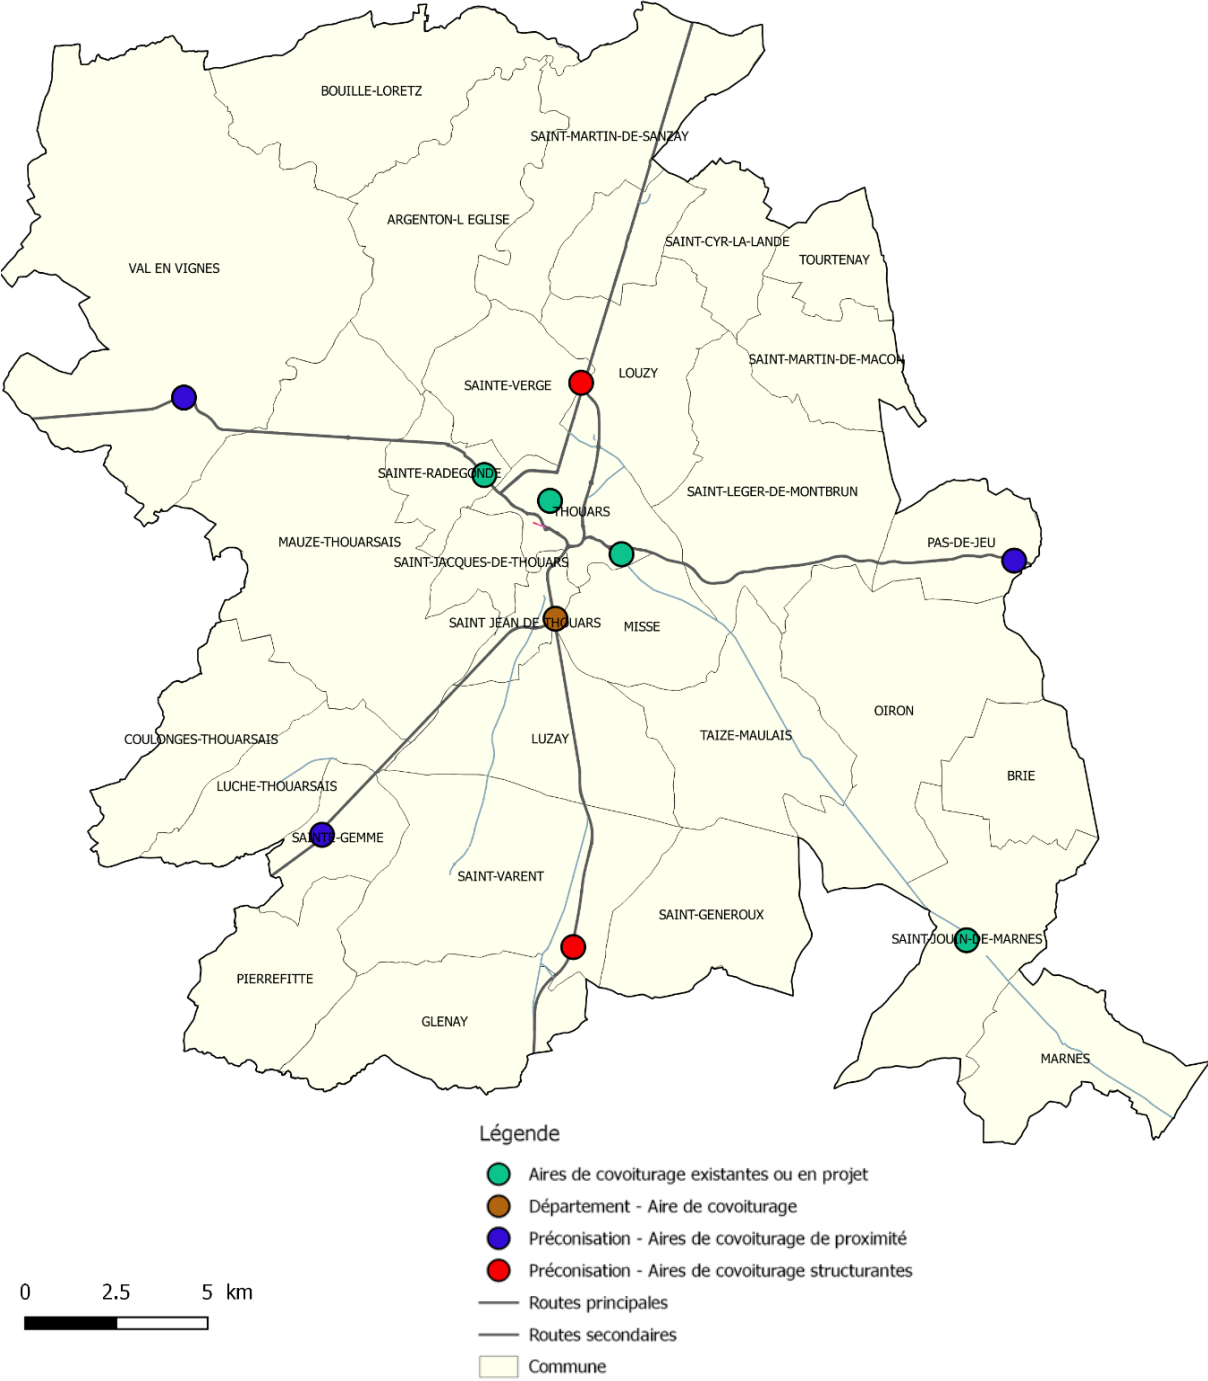 BOUILLE-LORETZ
SAINT-MARTIN-DE-SANZAY
ARGENTON-L EGLISE
SAINT-CYR-LA-LANDE
TOURTENAY
VAL EN VIGNES
SAINT-MARTIN-DE-MACON
LOUZY
SAINTE-VERGE
SAINTE-RADEGONDE
SAINT-LEGER-DE-MONTBRUN
THOUARS
MAUZE-THOUARSAIS
PAS-DE-JEU
SAINT-JACQUES-DE-THOUARS
SAINT JEAN DE THOUARS
MISSE
OIRON
COULONGES-THOUARSAIS
LUZAY
TAIZE-MAULAIS
BRIE
LUCHE-THOUARSAIS
SAINTE-GEMME
SAINT-VARENT
SAINT-GENEROUX
SAINT-JOUIN-DE-MARNES
PIERREFITTE
GLENAY
MARNES
Légende
Aires de covoiturage existantes ou en projet
Département - Aire de covoiturage
Préconisation - Aires de covoiturage de proximité
Préconisation - Aires de covoiturage structurantes
Routes principales
Routes secondaires
Commune
0 2.5 5 km